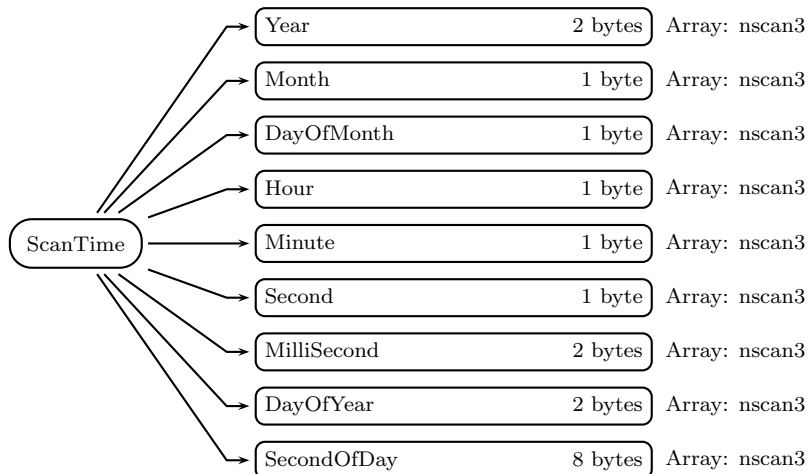 Year 2 bytes Array: nscan3
Month 1 byte Array: nscan3
DayOfMonth 1 byte Array: nscan3
Hour 1 byte Array: nscan3
ScanTime Minute 1 byte Array: nscan3
Second 1 byte Array: nscan3
MilliSecond 2 bytes Array: nscan3
DayOfYear 2 bytes Array: nscan3
SecondOfDay 8 bytes Array: nscan3